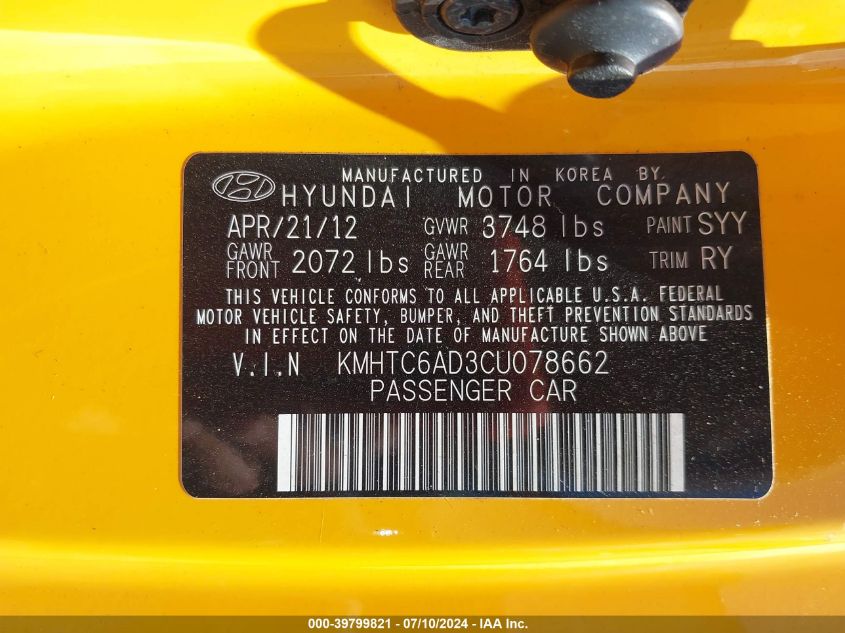 MANUFACTURED IN KOREA BY.
HYUNDAI MOTOR COMPANY
APR/21/12 GVWR 3748 lbs PAINT SYY
GAWR FRONT 2072 lbs GAWR REAR 1764 lbs TRIM RY
THIS VEHICLE CONFORMS TO ALL APPLICABLE U.S.A. FEDERAL
MOTOR VEHICLE SAFETY, BUMPER, AND THEFT PREVENTION STANDARDS
IN EFFECT ON THE DATE OF MANUFACTURE SHOWN ABOVE
V.I.N KMHTC6AD3CU078662
PASSENGER CAR
000-39799821 - 07/10/2024 - IAA Inc.